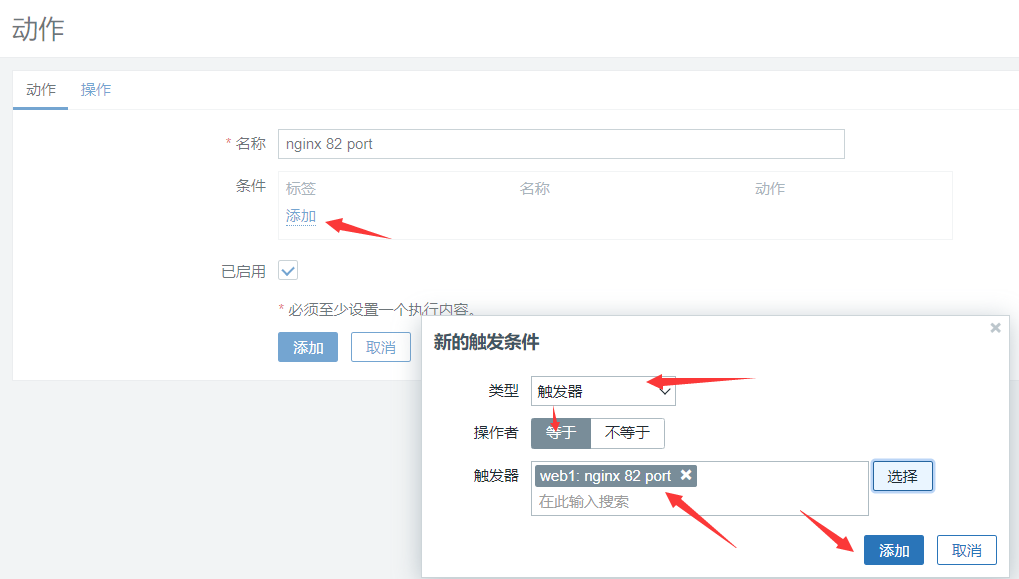 动作
动作 操作
* 名称 nginx 82 port
条件 标签 名称 动作
添加
已启用
* 必须至少设置一个执行内容。
添加 取消
新的触发条件 ×
类型 触发器
操作者 等于 不等于
触发器 web1: nginx 82 port ✖ 选择
在此输入搜索
添加 取消